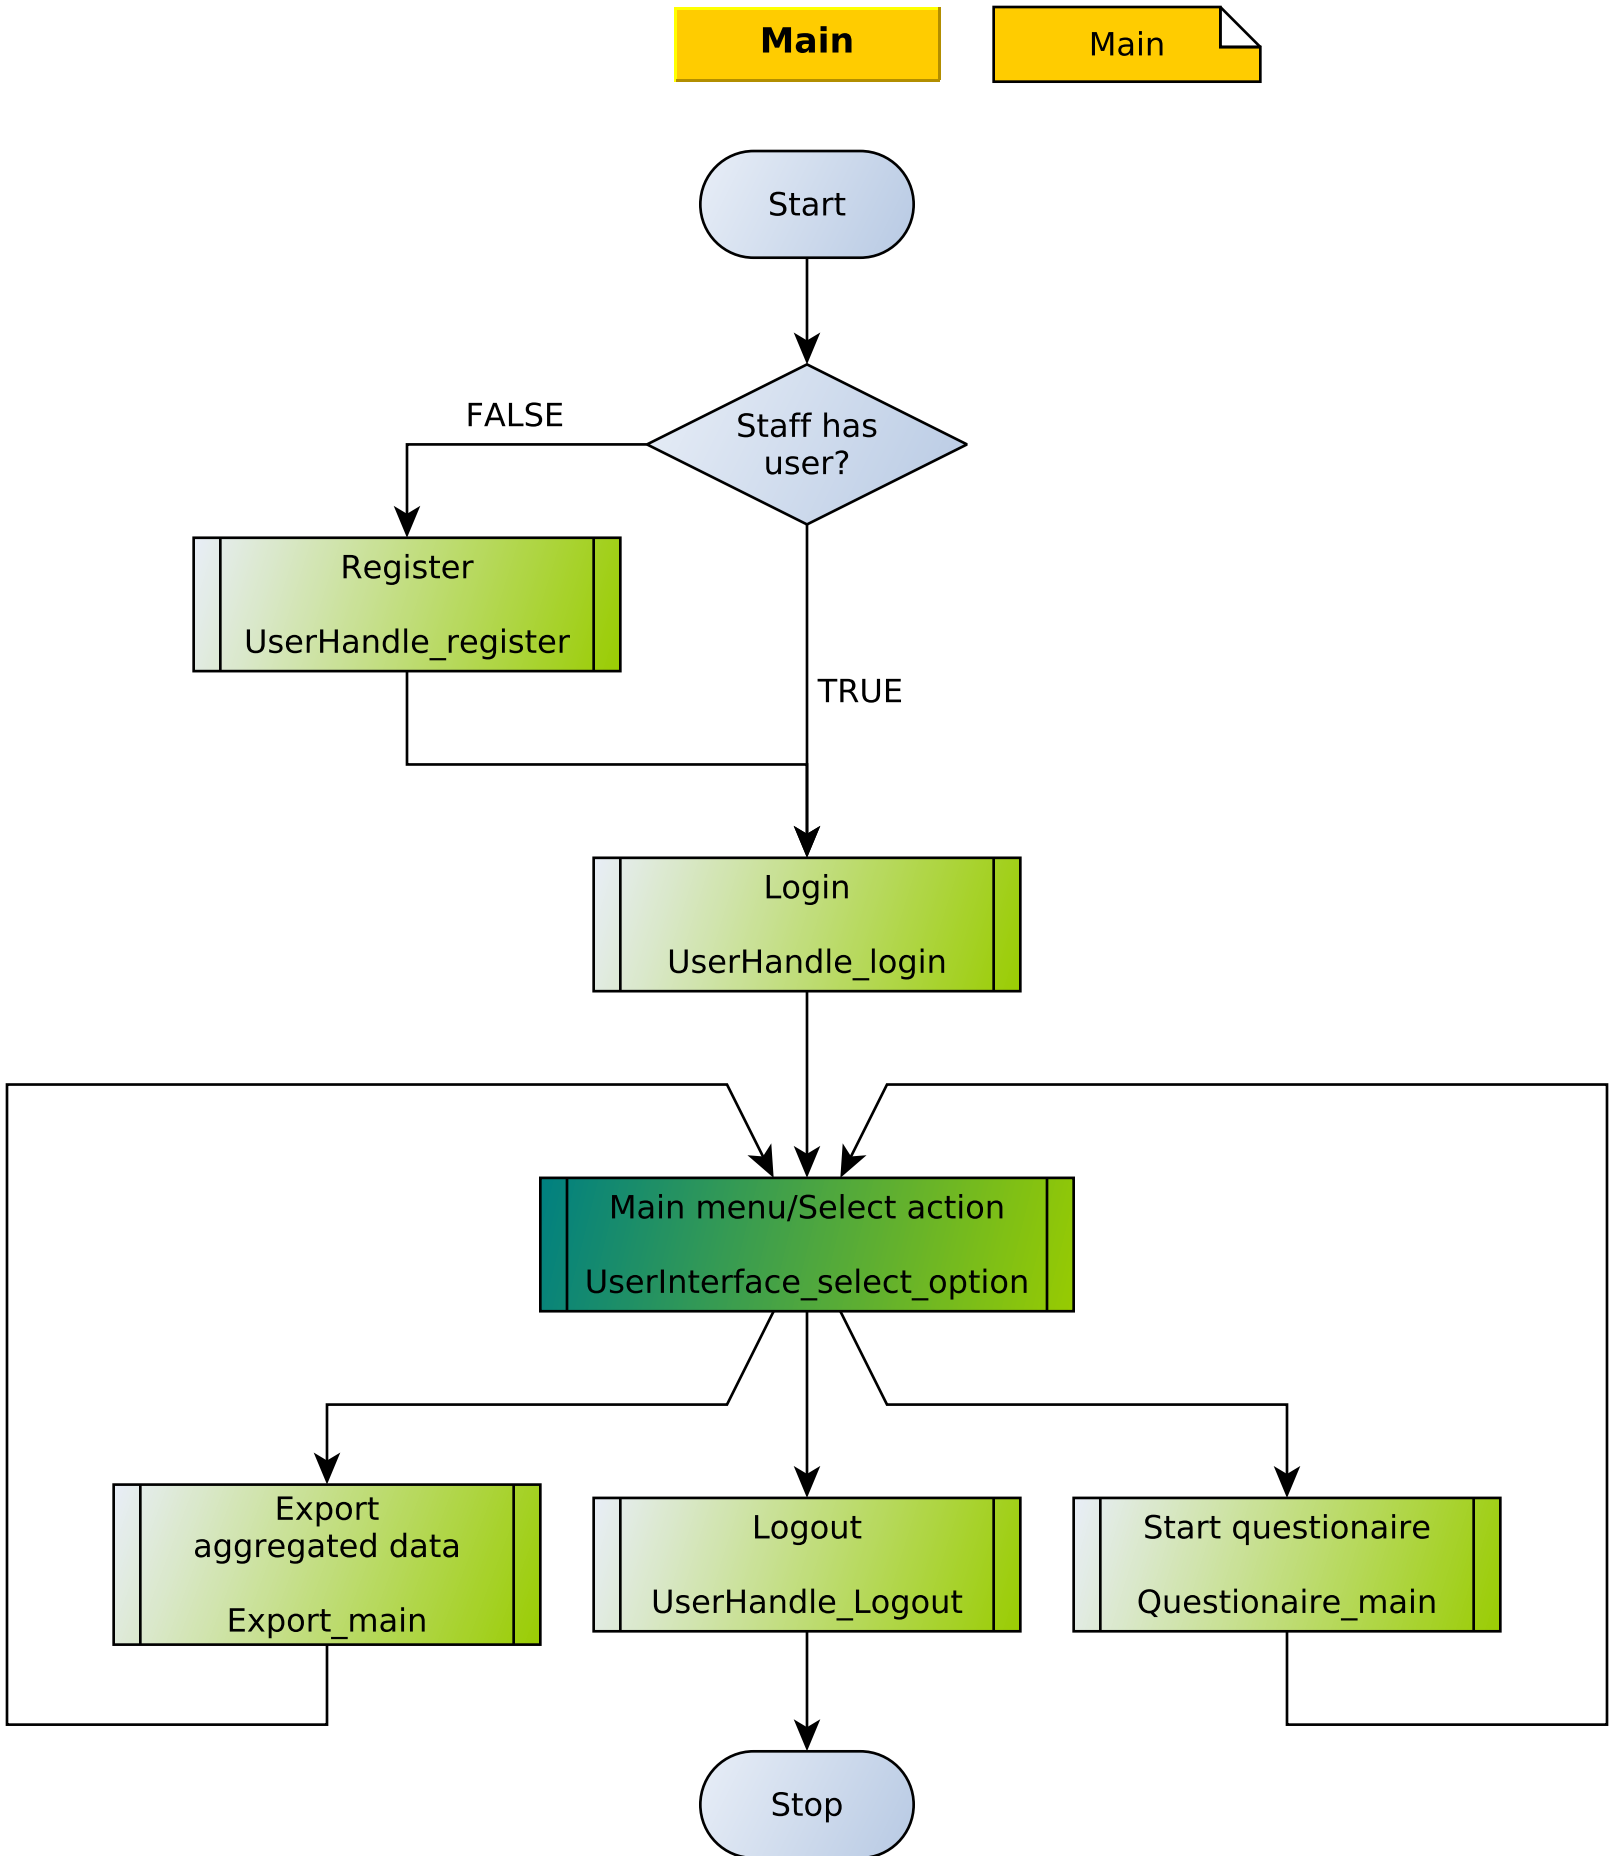 Main
Main
Start
Staff has
user?
FALSE
Register
UserHandle_register
TRUE
Login
UserHandle_login
Main menu/Select action
UserInterface_select_option
Export
aggregated data
Export_main
Logout
UserHandle_Logout
Start questionaire
Questionaire_main
Stop